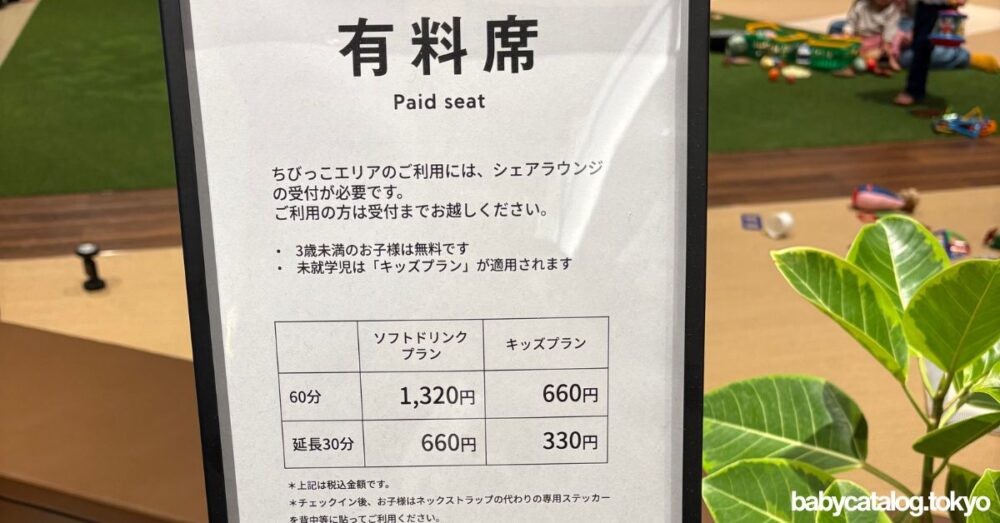 有料席
Paid seat
ちびっこエリアのご利用には、シェアラウンジ
の受付が必要です。
ご利用の方は受付までお越しください。
・ 3歳未満のお子様は無料です
・ 未就学児は「キッズプラン」が適用されます
ソフトドリンク
プラン
キッズプラン
60分 1,320円 660円
延長30分 660円 330円
＊上記は税込金額です。
＊チェックイン後、お子様はネックストラップの代わりの専用ステッカー
を背中等に貼ってご利用ください。
babycatalog.tokyo